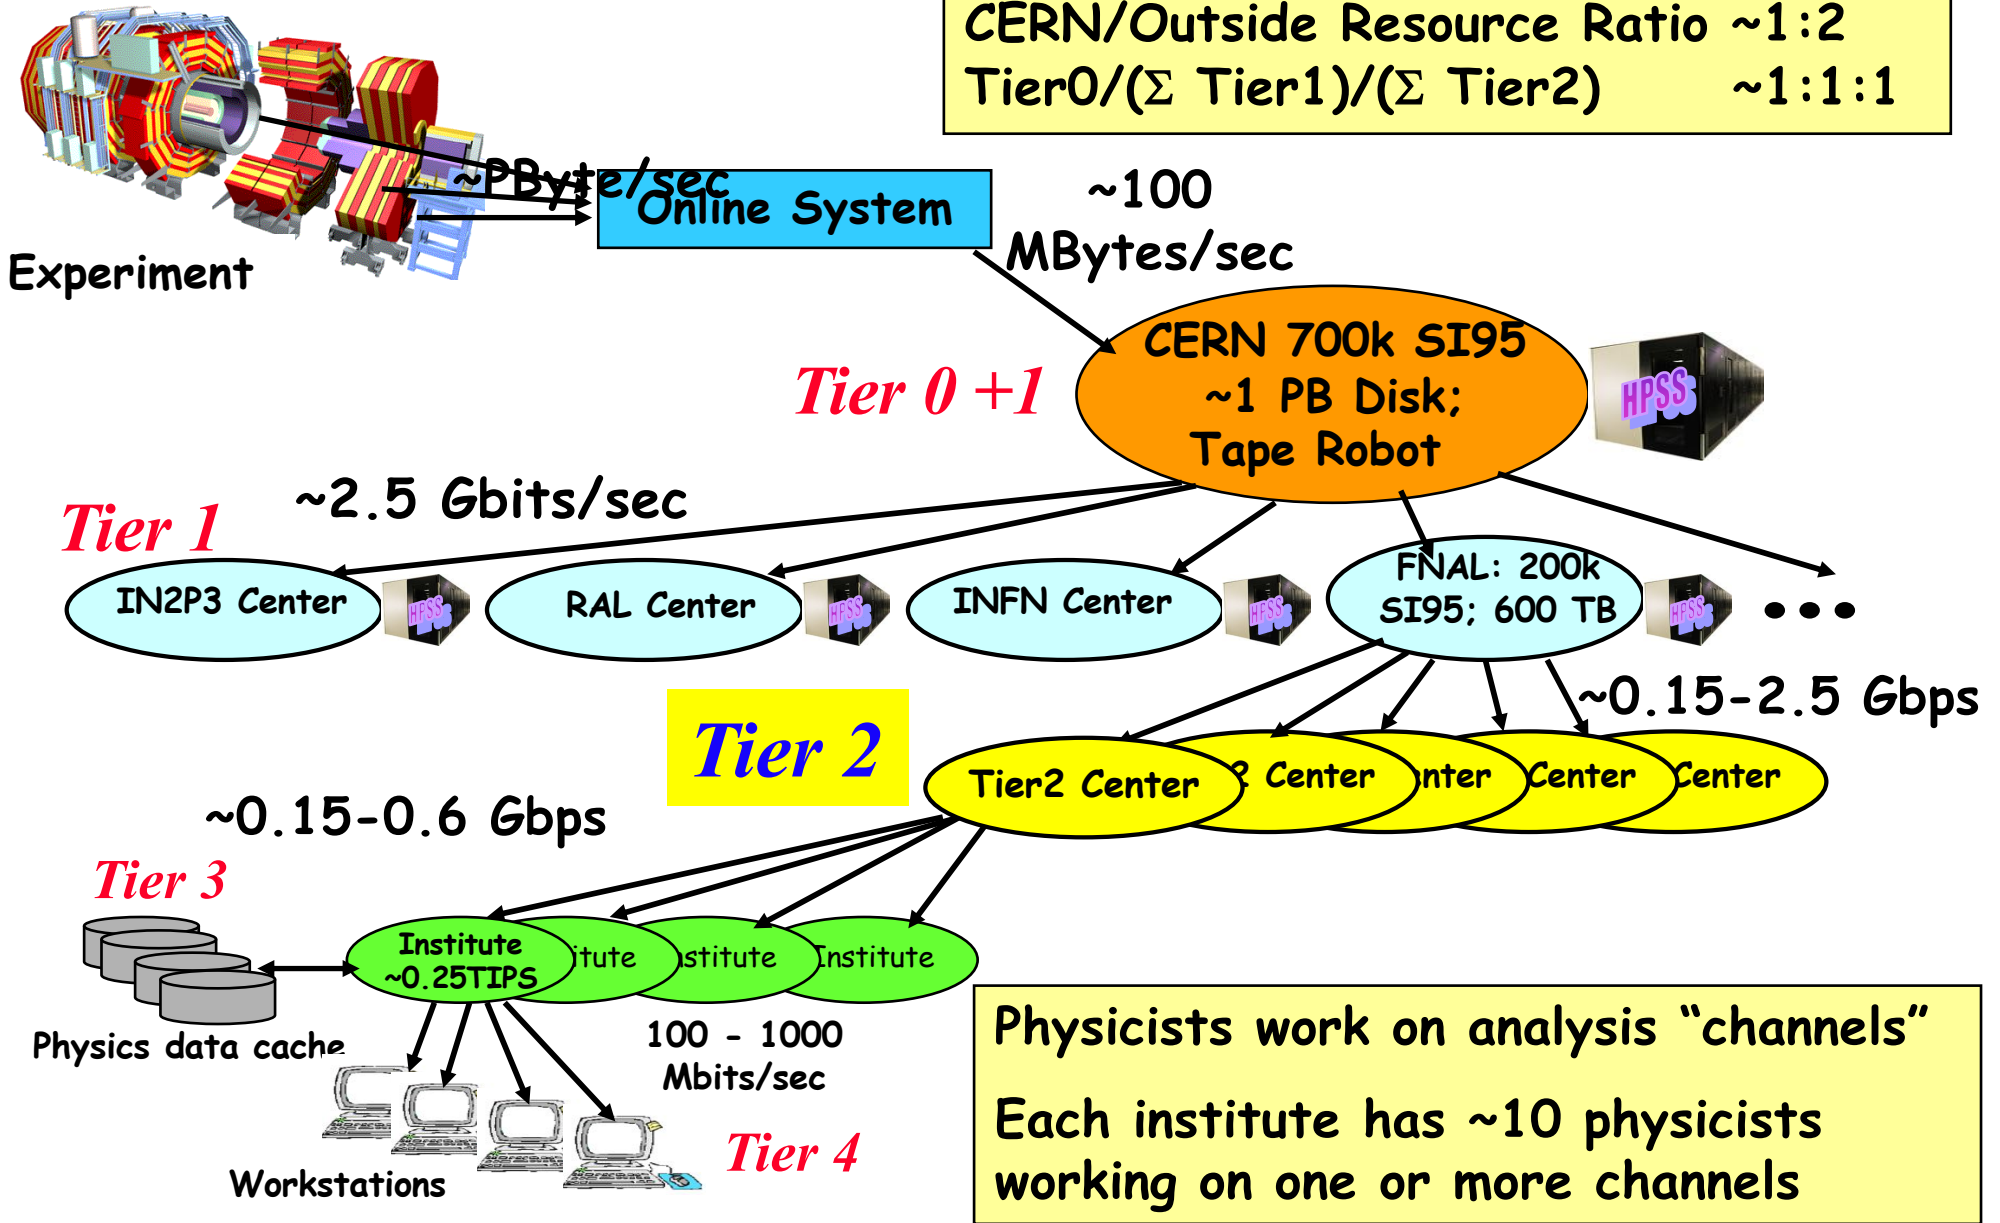 CERN/Outside Resource Ratio ~1:2
Tier0/(Σ Tier1)/(Σ Tier2) ~1:1:1
~PByte/sec
Online System
~100
MBytes/sec
Experiment
CERN 700k SI95
~1 PB Disk;
Tape Robot
HPSS
Tier 0 +1
Tier 1
~2.5 Gbits/sec
IN2P3 Center
HPSS
RAL Center
HPSS
INFN Center
HPSS
FNAL: 200k
SI95; 600 TB
HPSS
● ● ●
~0.15-2.5 Gbps
Tier 2
Tier2 Center
2 Center
Center
Center
~0.15-0.6 Gbps
Tier 3
Institute
~0.25TIPS
Institute
Physics data cache
100 - 1000
Mbits/sec
Tier 4
Workstations
Physicists work on analysis “channels”
Each institute has ~10 physicists
working on one or more channels